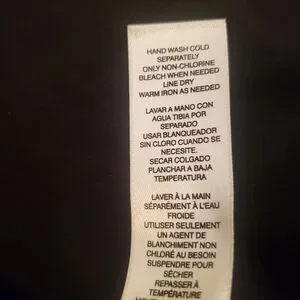 HAND WASH COLD
SEPARATELY
ONLY NON-CHLORINE
BLEACH WHEN NEEDED
LINE DRY
WARM IRON AS NEEDED
LAVAR A MANO CON
AGUA TIBIA POR
SEPARADO
USAR BLANQUEADOR
SIN CLORO CUANDO SE
NECESITE.
SECAR COLGADO
PLANCHAR A BAJA
TEMPERATURA
LAVER À LA MAIN
SÉPARÉMENT À L'EAU
FROIDE
UTILISER SEULEMENT
UN AGENT DE
BLANCHIMENT NON
CHLORÉ AU BESOIN
SUSPENDRE POUR
SÉCHER
REPASSER À
TEMPÉRATURE